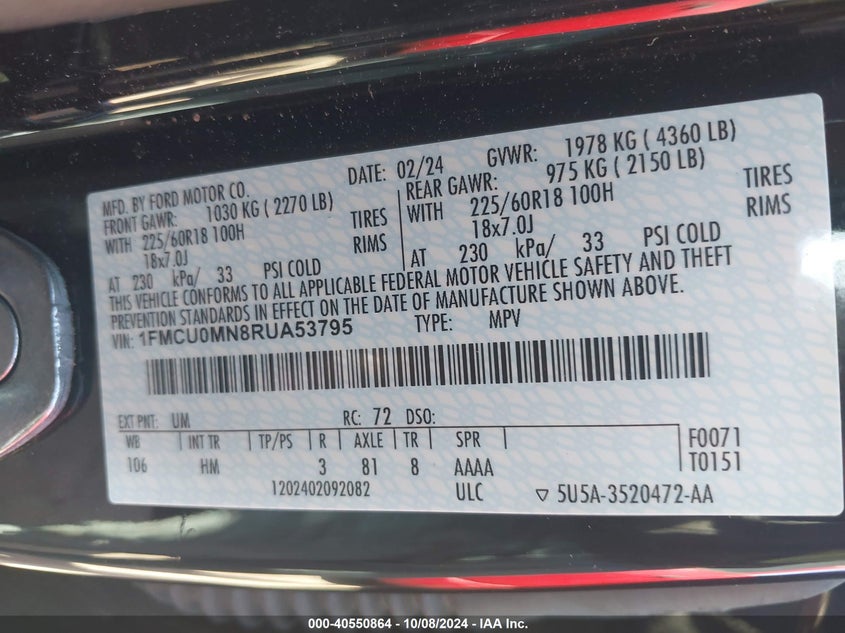 MFD. BY FORD MOTOR CO. DATE: 02/24 GVWR: 1978 KG ( 4360 LB)
FRONT GAWR: 1030 KG ( 2270 LB) REAR GAWR: 975 KG ( 2150 LB)
WITH 225/60R18 100H TIRES WITH 225/60R18 100H TIRES
18x7.0J RIMS 18x7.0J RIMS
AT 230 kPa/ 33 PSI COLD AT 230 kPa/ 33 PSI COLD
THIS VEHICLE CONFORMS TO ALL APPLICABLE FEDERAL MOTOR VEHICLE SAFETY AND THEFT
PREVENTION STANDARDS IN EFFECT ON THE DATE OF MANUFACTURE SHOWN ABOVE.
VIN: 1FMCU0MN8RUA53795 TYPE: MPV
EXT PNT: UM RC: 72 DSO:
WB INT TR TP/PS R AXLE TR SPR F0071
106 HM 3 81 8 AAAA T0151
1202402092082 ULC ▽ 5U5A-3520472-AA
000-40550864 - 10/08/2024 - IAA Inc.